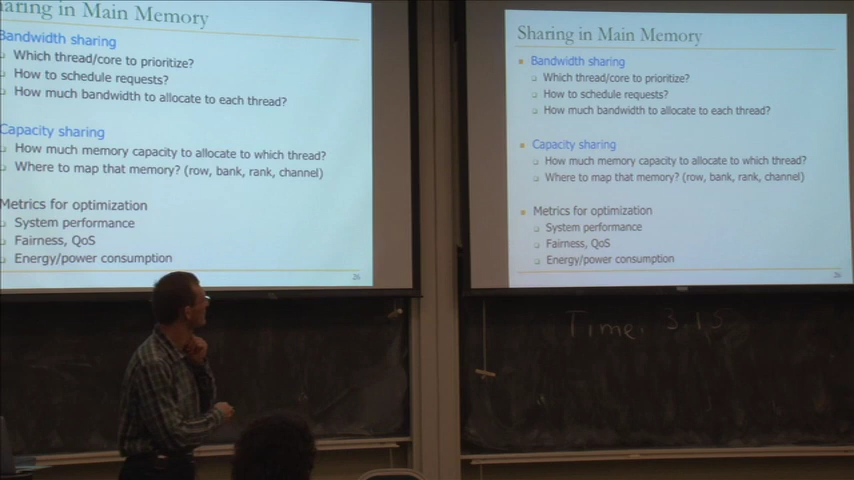 aring in Main Memory
Bandwidth sharing
Which thread/core to prioritize?
How to schedule requests?
How much bandwidth to allocate to each thread?
Capacity sharing
How much memory capacity to allocate to which thread?
Where to map that memory? (row, bank, rank, channel)
Metrics for optimization
System performance
Fairness, QoS
Energy/power consumption
26
Sharing in Main Memory
Bandwidth sharing
Which thread/core to prioritize?
How to schedule requests?
How much bandwidth to allocate to each thread?
Capacity sharing
How much memory capacity to allocate to which thread?
Where to map that memory? (row, bank, rank, channel)
Metrics for optimization
System performance
Fairness, QoS
Energy/power consumption
26
Time: 3.15